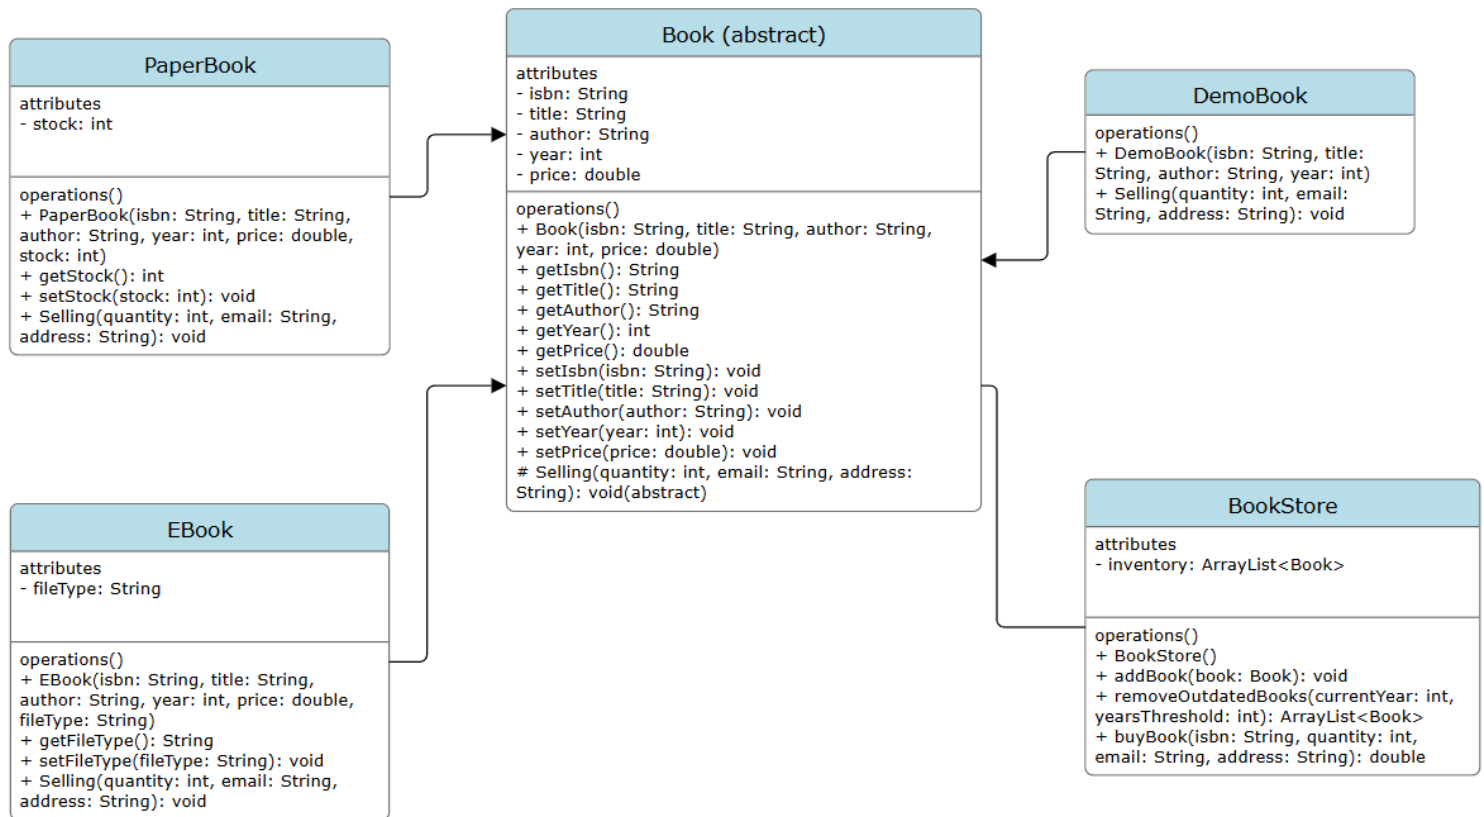 PaperBook
attributes
- stock: int
operations()
+ PaperBook(isbn: String, title: String,
author: String, year: int, price: double,
stock: int)
+ getStock(): int
+ setStock(stock: int): void
+ Selling(quantity: int, email: String,
address: String): void
Book (abstract)
attributes
- isbn: String
- title: String
- author: String
- year: int
- price: double
operations()
+ Book(isbn: String, title: String, author: String,
year: int, price: double)
+ getIsbn(): String
+ getTitle(): String
+ getAuthor(): String
+ getYear(): int
+ getPrice(): double
+ setIsbn(isbn: String): void
+ setTitle(title: String): void
+ setAuthor(author: String): void
+ setYear(year: int): void
+ setPrice(price: double): void
# Selling(quantity: int, email: String, address:
String): void(abstract)
DemoBook
operations()
+ DemoBook(isbn: String, title:
String, author: String, year: int)
+ Selling(quantity: int, email:
String, address: String): void
EBook
attributes
- fileType: String
operations()
+ EBook(isbn: String, title: String,
author: String, year: int, price: double,
fileType: String)
+ getFileType(): String
+ setFileType(fileType: String): void
+ Selling(quantity: int, email: String,
address: String): void
BookStore
attributes
- inventory: ArrayList<Book>
operations()
+ BookStore()
+ addBook(book: Book): void
+ removeOutdatedBooks(currentYear: int,
yearsThreshold: int): ArrayList<Book>
+ buyBook(isbn: String, quantity: int,
email: String, address: String): double